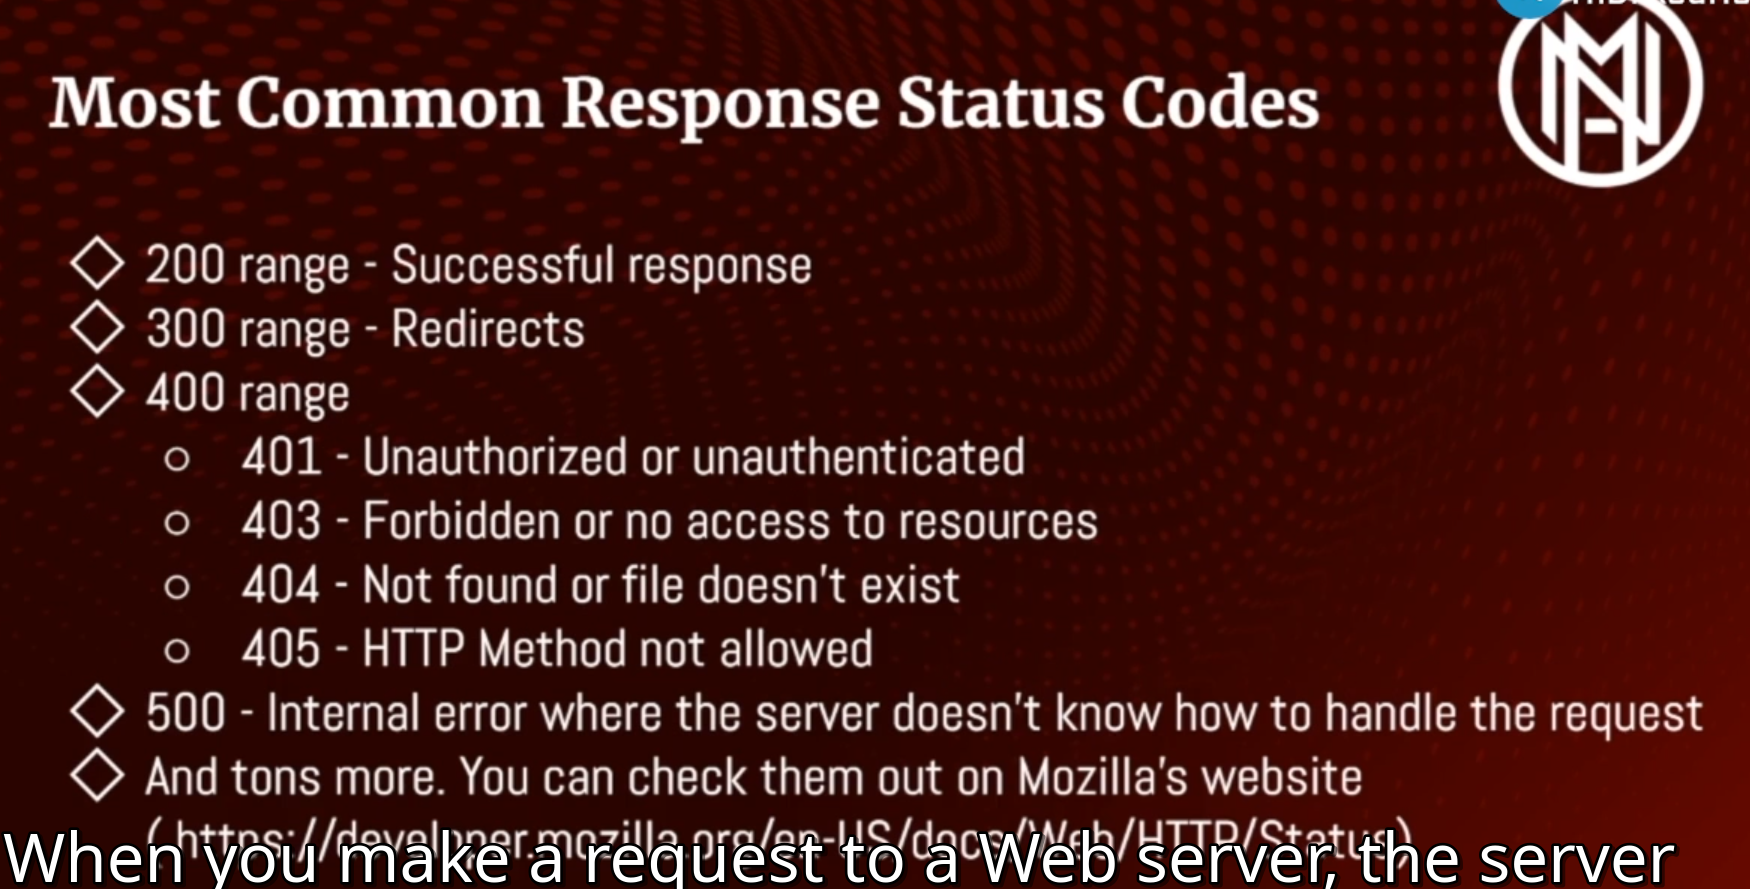 Most Common Response Status Codes
200 range - Successful response
300 range - Redirects
400 range
401 - Unauthorized or unauthenticated
403 - Forbidden or no access to resources
404 - Not found or file doesn't exist
405 - HTTP Method not allowed
500 - Internal error where the server doesn't know how to handle the request
And tons more. You can check them out on Mozilla's website
( https://developer.mozilla.org/en-US/docs/Web/HTTP/Status)
When you make a request to a Web server, the server